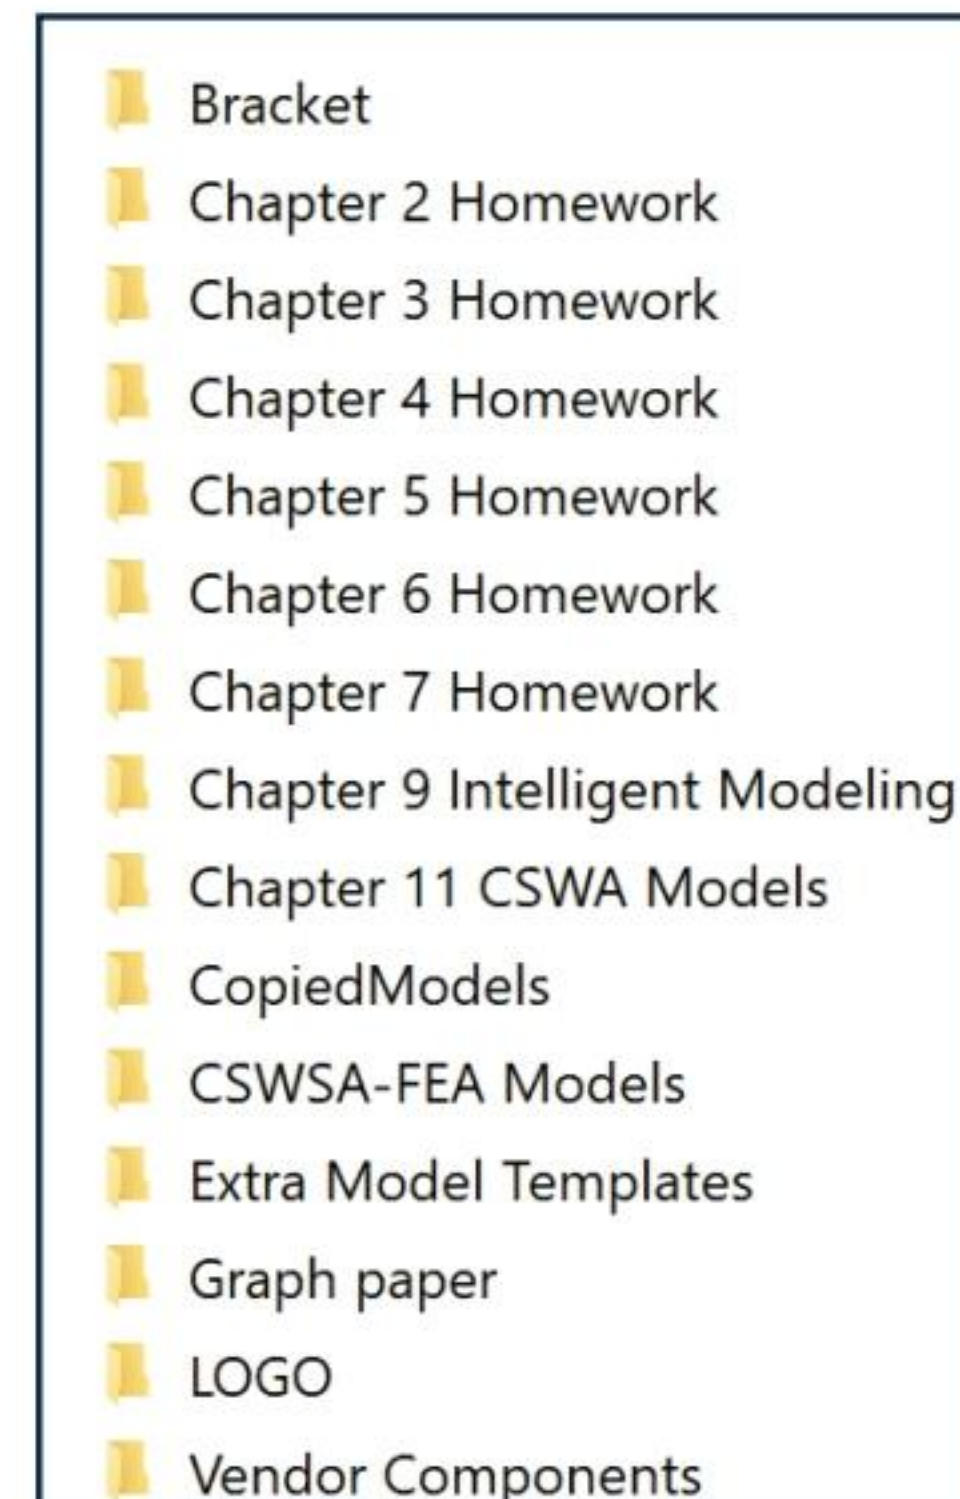 Bracket
Chapter 2 Homework
Chapter 3 Homework
Chapter 4 Homework
Chapter 5 Homework
Chapter 6 Homework
Chapter 7 Homework
Chapter 9 Intelligent Modeling
Chapter 11 CSWA Models
CopiedModels
CSWSA-FEA Models
Extra Model Templates
Graph paper
LOGO
Vendor Components